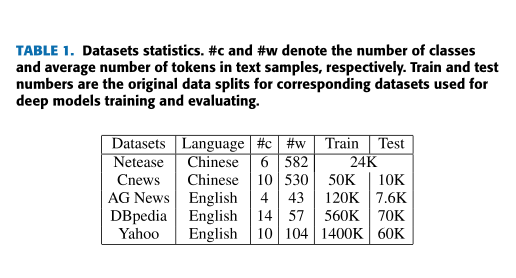 TABLE 1. Datasets statistics. #c and #w denote the number of classes
and average number of tokens in text samples, respectively. Train and test
numbers are the original data splits for corresponding datasets used for
deep models training and evaluating.
Datasets Language #c #w Train Test
Netease Chinese 6 582 24K
Cnews Chinese 10 530 50K 10K
AG News English 4 43 120K 7.6K
DBpedia English 14 57 560K 70K
Yahoo English 10 104 1400K 60K